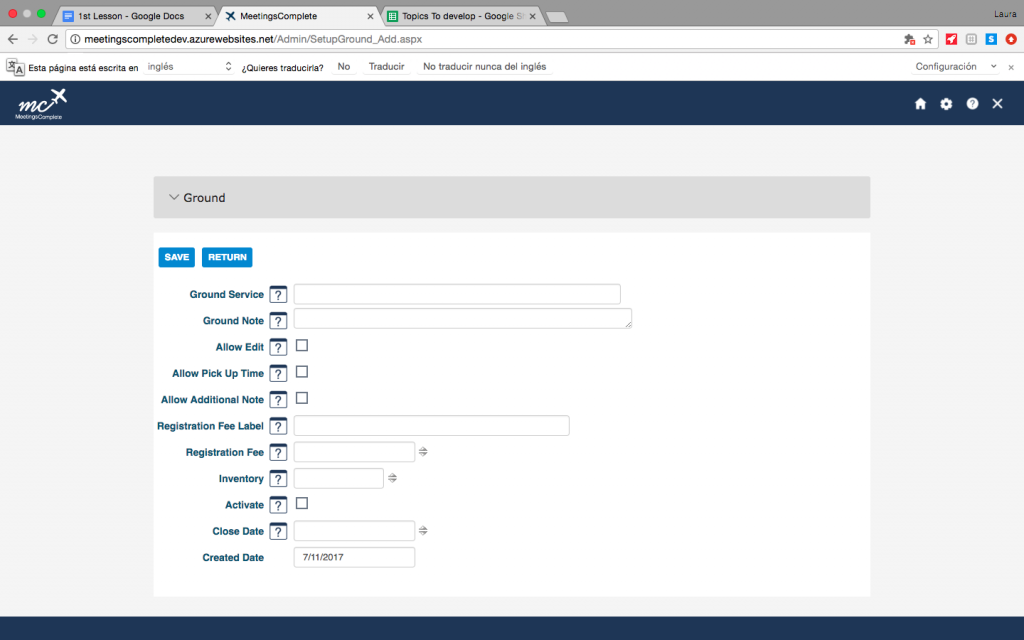 1st Lesson - Google Docs
MeetingsComplete
Topics To develop - Google Sh
Laura
meetingscompletedev.azurewebsites.net/Admin/SetupGround_Add.aspx
Esta página está escrita en inglés ¿Quieres traducirla? No Traducir No traducir nunca del inglés Configuración
mc
MeetingsComplete
Ground
SAVE RETURN
Ground Service ?
Ground Note ?
Allow Edit ?
Allow Pick Up Time ?
Allow Additional Note ?
Registration Fee Label ?
Registration Fee ?
Inventory ?
Activate ?
Close Date ?
Created Date 7/11/2017